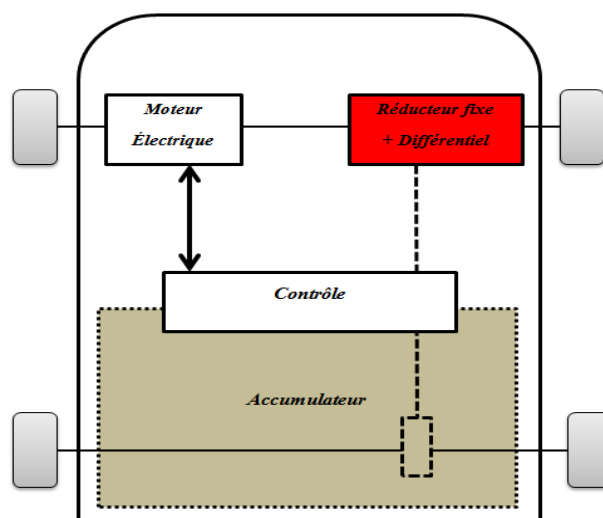 Moteur
Électrique
Réducteur fixe
+ Différentiel
Contrôle
Accumulateur